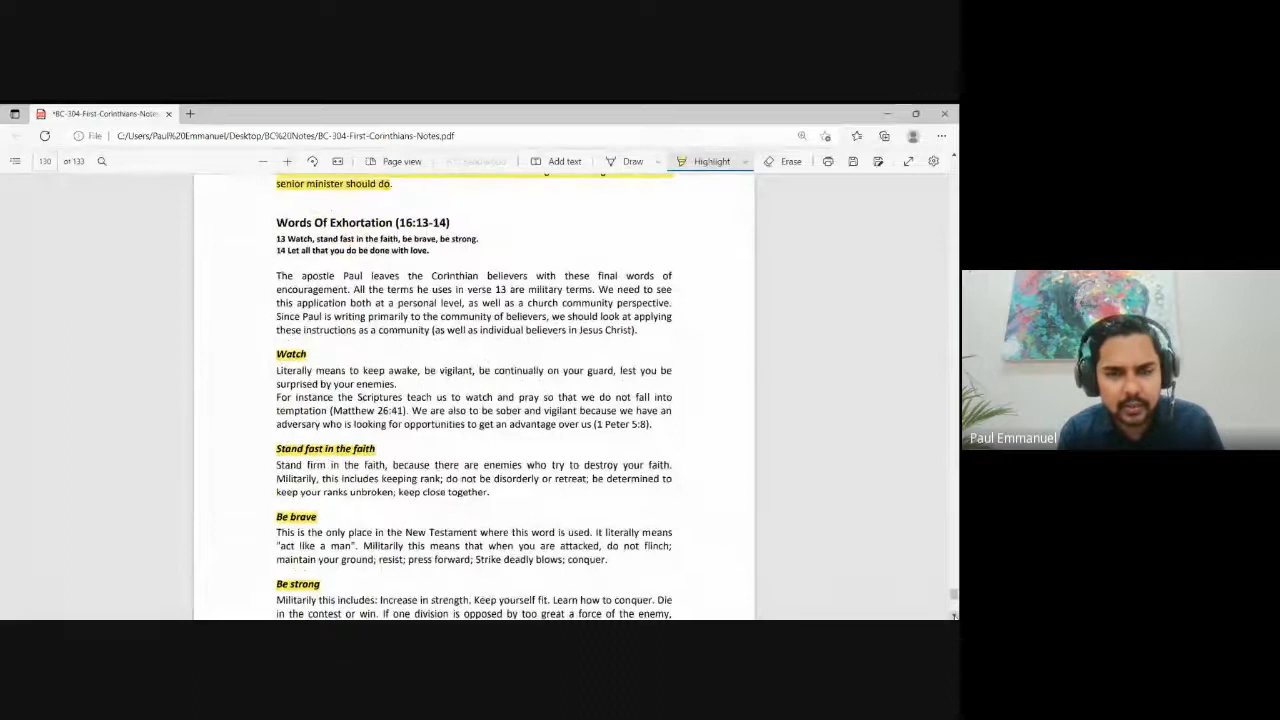 *BC-304-First-Corinthians-Notes
File
C:/Users/Paul%20Emmanuel/Desktop/BC%20Notes/BC-304-First-Corinthians-Notes.pdf
130 of 133
Page view
Add text
Draw
Highlight
Erase
senior minister should do.
Words Of Exhortation (16:13-14)
13 Watch, stand fast in the faith, be brave, be strong.
14 Let all that you do be done with love.
The apostle Paul leaves the Corinthian believers with these final words of
encouragement. All the terms he uses in verse 13 are military terms. We need to see
this application both at a personal level, as well as a church community perspective.
Since Paul is writing primarily to the community of believers, we should look at applying
these instructions as a community (as well as individual believers in Jesus Christ).
Watch
Literally means to keep awake, be vigilant, be continually on your guard, lest you be
surprised by your enemies.
For instance the Scriptures teach us to watch and pray so that we do not fall into
temptation (Matthew 26:41). We are also to be sober and vigilant because we have an
adversary who is looking for opportunities to get an advantage over us (1 Peter 5:8).
Stand fast in the faith
Stand firm in the faith, because there are enemies who try to destroy your faith.
Militarily, this includes keeping rank; do not be disorderly or retreat; be determined to
keep your ranks unbroken; keep close together.
Be brave
This is the only place in the New Testament where this word is used. It literally means
"act like a man". Militarily this means that when you are attacked, do not flinch;
maintain your ground; resist; press forward; Strike deadly blows; conquer.
Be strong
Militarily this includes: Increase in strength. Keep yourself fit. Learn how to conquer. Die
in the contest or win. If one division is opposed by too great a force of the enemy,
Paul Emmanuel